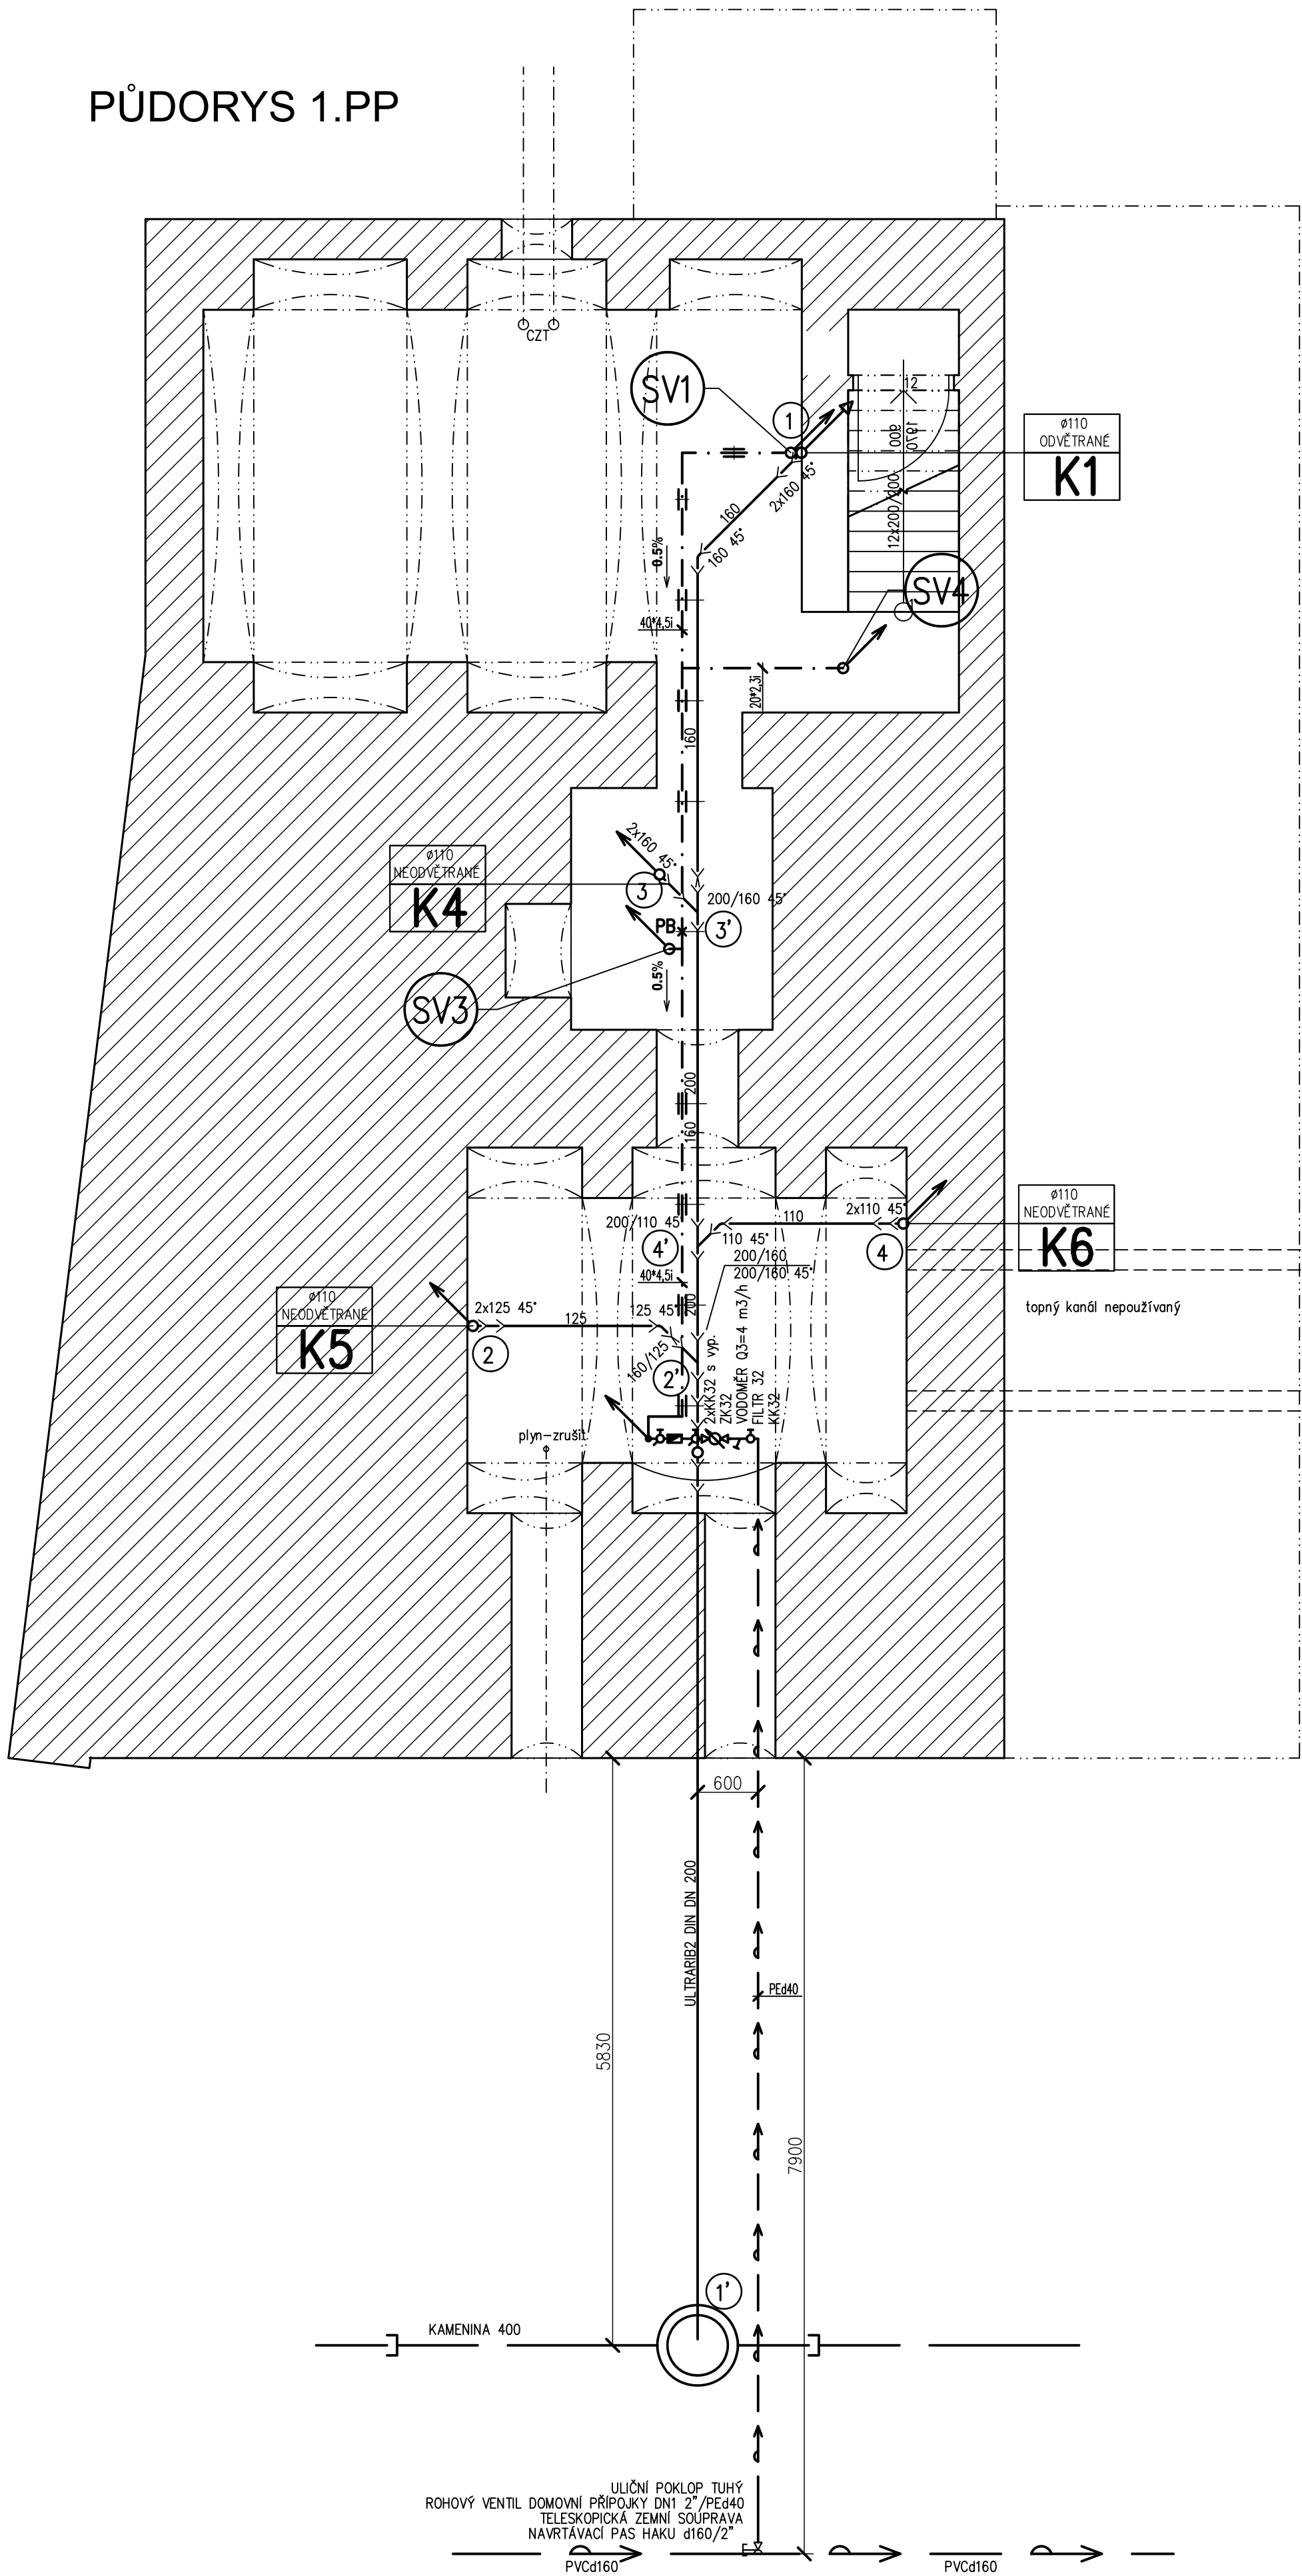 PŮDORYS 1.PP
CZT
SV1
1
12
900
1970
ø110
ODVĚTRANÉ
K1
2x160 45°
160
160 45°
12x200/200
0.5%
SV4
1
40*4,5i
20*2,3i
160
2x160 45°
ø110
NEODVĚTRANÉ
K4
3
200/160 45°
PB
3'
0.5%
SV3
200
160
ø110
NEODVĚTRANÉ
K6
2x110 45°
110
200/110 45°
110 45°
4'
4
200/160
200/160 45°
40*4,5i
topný kanál nepoužívaný
ø110
NEODVĚTRANÉ
K5
2x125 45°
125
125 45°
200
2
160/125
2'
2xKK32 s vyp.
ZK32
VODOMĚR Q3=4 m3/h
FILTR 32
KK32
plyn-zrušit
600
ULTRARIB2 DIN DN 200
PEd40
5830
7900
1'
KAMENINA 400
ULIČNÍ POKLOP TUHÝ
ROHOVÝ VENTIL DOMOVNÍ PŘÍPOJKY DN1 2"/PEd40
TELESKOPICKÁ ZEMNÍ SOUPRAVA
NAVRTÁVACÍ PAS HAKU d160/2"
PVCd160
PVCd160